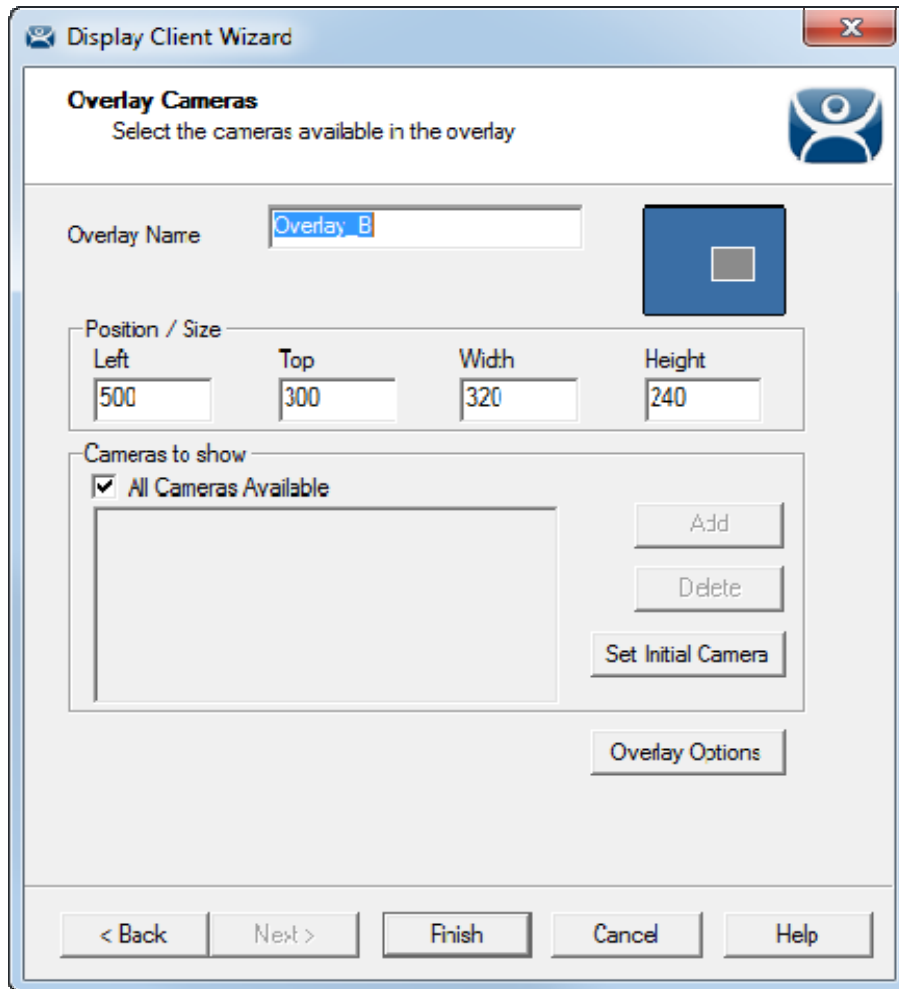 Display Client Wizard
Overlay Cameras
Select the cameras available in the overlay
Overlay Name
Overlay_B
Position / Size
Left Top Width Height
500 300 320 240
Cameras to show
All Cameras Available
Add
Delete
Set Initial Camera
Overlay Options
< Back Next > Finish Cancel Help